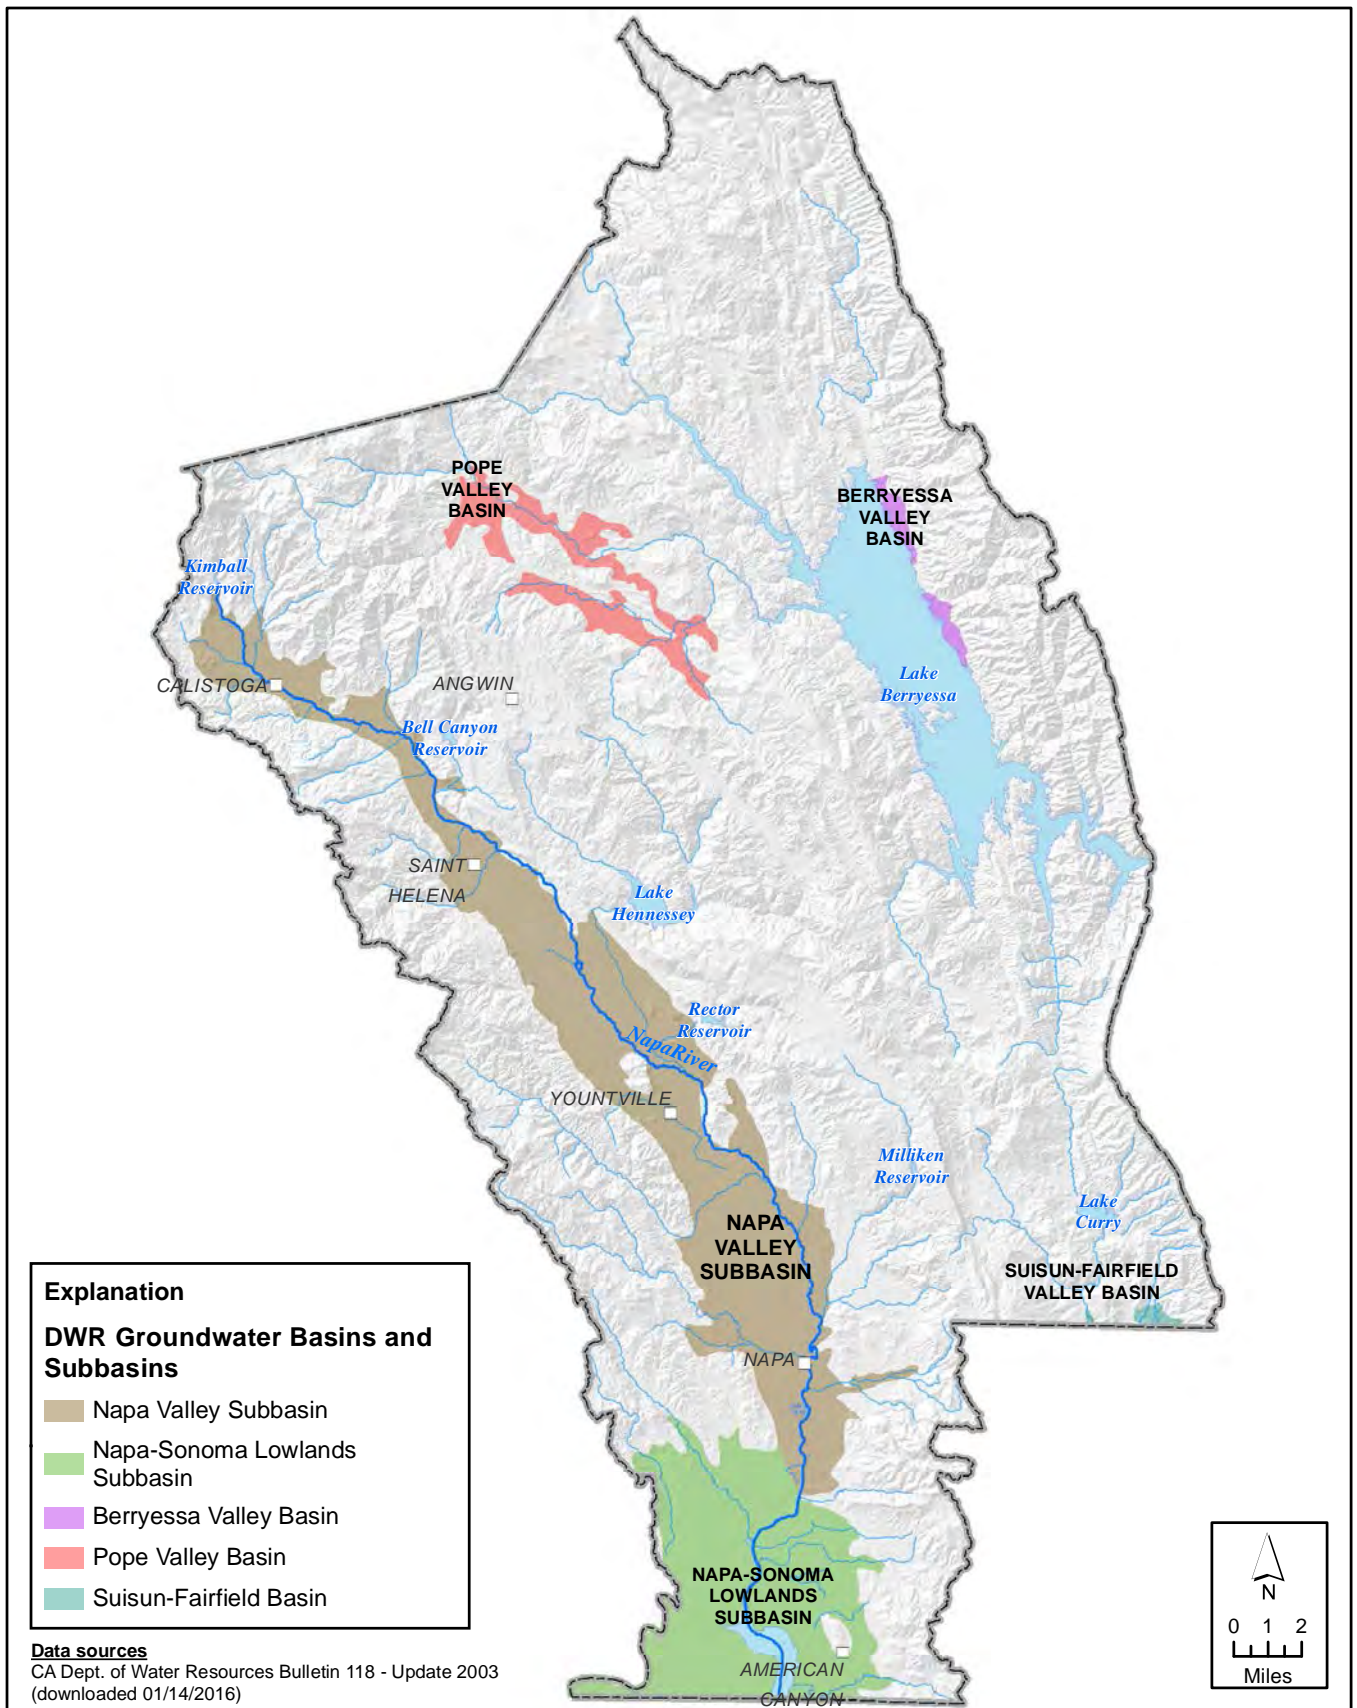 POPE
VALLEY
BASIN
BERRYESSA
VALLEY
BASIN
Kimball
Reservoir
CALISTOGA
ANGWIN
Lake
Berryessa
Bell Canyon
Reservoir
SAINT
HELENA
Lake
Hennessey
Rector
Reservoir
NapaRiver
YOUNTVILLE
Milliken
Reservoir
Lake
Curry
NAPA
VALLEY
SUBBASIN
SUISUN-FAIRFIELD
VALLEY BASIN
NAPA
NAPA-SONOMA
LOWLANDS
SUBBASIN
AMERICAN
CANYON
Explanation
DWR Groundwater Basins and
Subbasins
Napa Valley Subbasin
Napa-Sonoma Lowlands
Subbasin
Berryessa Valley Basin
Pope Valley Basin
Suisun-Fairfield Basin
Data sources
CA Dept. of Water Resources Bulletin 118 - Update 2003
(downloaded 01/14/2016)
N
0 1 2
Miles